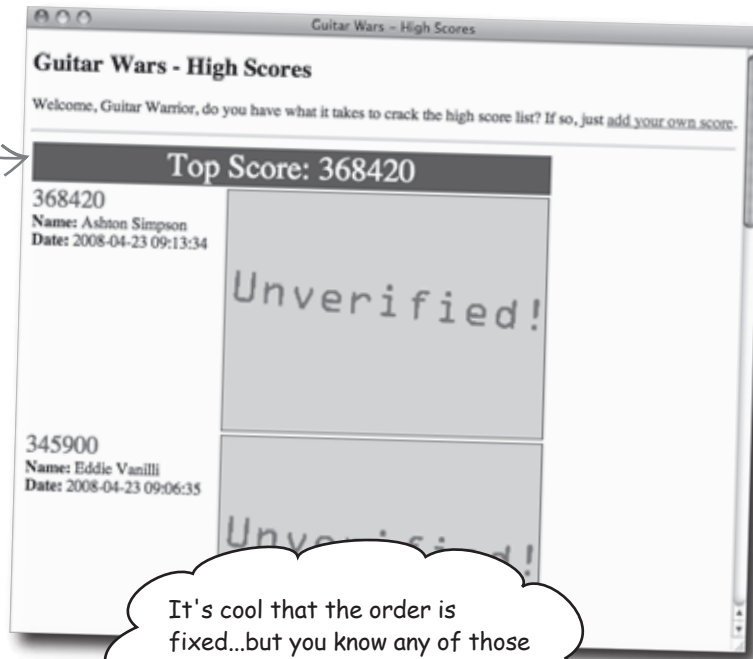 Guitar Wars - High Scores
Guitar Wars - High Scores
Welcome, Guitar Warrior, do you have what it takes to crack the high score list? If so, just add your own score.
Top Score: 368420
368420
Name: Ashton Simpson
Date: 2008-04-23 09:13:34
Unverified!
345900
Name: Eddie Vanilli
Date: 2008-04-23 09:06:35
Unverified!
It's cool that the order is
fixed...but you know any of those